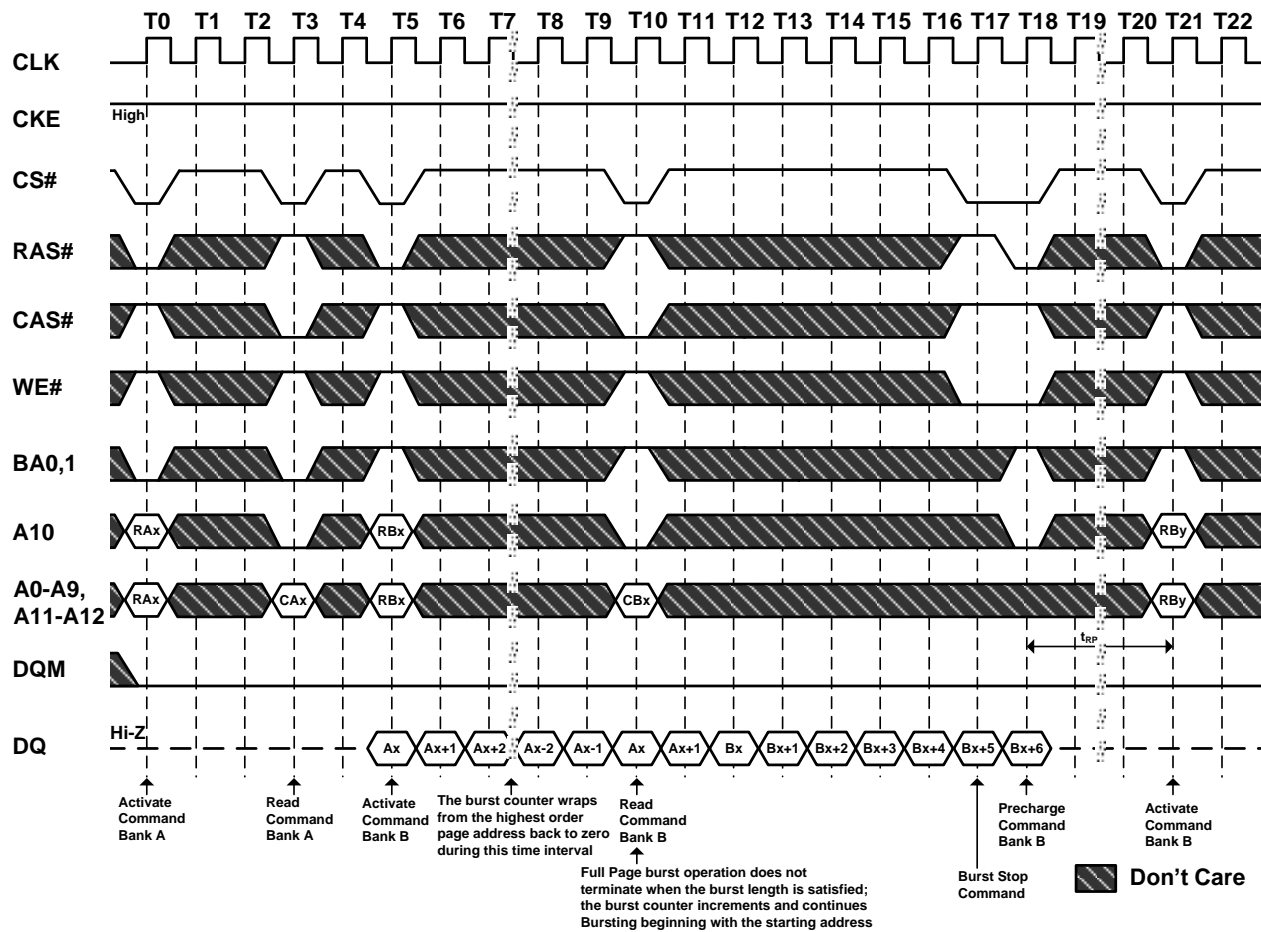 T0 T1 T2 T3 T4 T5 T6 T7 T8 T9 T10 T11 T12 T13 T14 T15 T16 T17 T18 T19 T20 T21 T22
CLK
CKE
High
CS#
RAS#
CAS#
WE#
BA0,1
A10
RAx RBx RBy
A0-A9,
A11-A12
RAx CAx RBx CBx RBy
tRP
DQM
DQ
Hi-Z
Ax Ax+1 Ax+2 Ax-2 Ax-1 Ax Ax+1 Bx Bx+1 Bx+2 Bx+3 Bx+4 Bx+5 Bx+6
Activate
Command
Bank A
Read
Command
Bank A
Activate
Command
Bank B
The burst counter wraps
from the highest order
page address back to zero
during this time interval
Read
Command
Bank B
Full Page burst operation does not
terminate when the burst length is satisfied;
the burst counter increments and continues
Bursting beginning with the starting address
Burst Stop
Command
Precharge
Command
Bank B
Activate
Command
Bank B
Don't Care